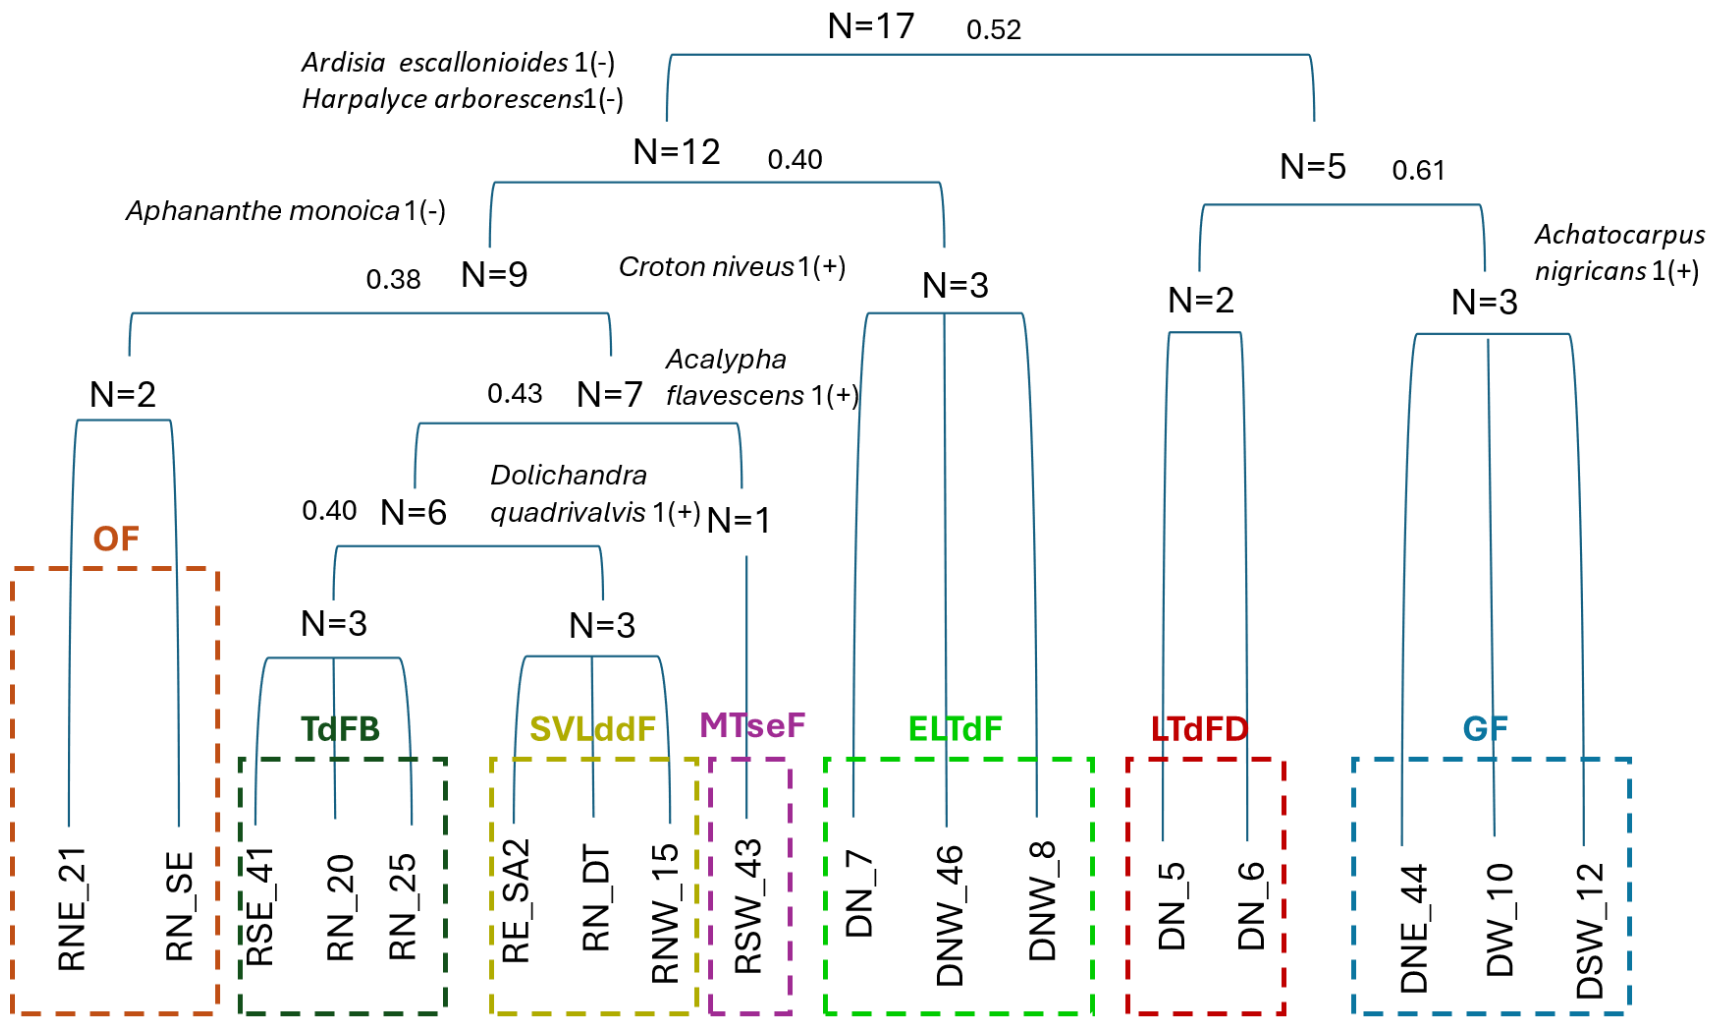 N=17 0.52
Ardisia escallonioides 1(-)
Harpalyce arborescens1(-)
N=12 0.40
N=5 0.61
Aphananthe monoica 1(-)
Achatocarpus
nigricans 1(+)
0.38 N=9
Croton niveus 1(+)
N=3
N=2
N=3
N=2
0.43 N=7
Acalypha
flavescens 1(+)
0.40 N=6
Dolichandra
quadrivalvis 1(+)
N=1
OF
N=3
N=3
TdFB
SVLddF
MTseF
ELTdF
LTdFD
GF
RNE_21
RN_SE
RSE_41
RN_20
RN_25
RE_SA2
RN_DT
RNW_15
RSW_43
DN_7
DNW_46
DNW_8
DN_5
DN_6
DNE_44
DW_10
DSW_12